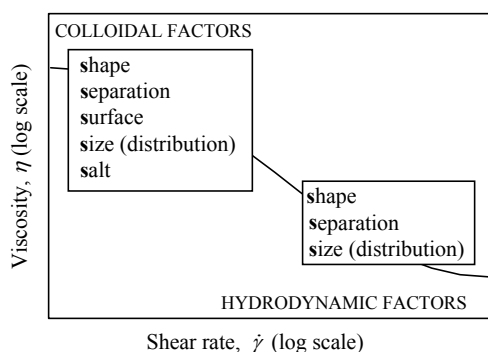 COLLOIDAL FACTORS
shape
separation
surface
size (distribution)
salt
shape
separation
size (distribution)
HYDRODYNAMIC FACTORS
Viscosity, η (log scale)
Shear rate, γ̇ (log scale)